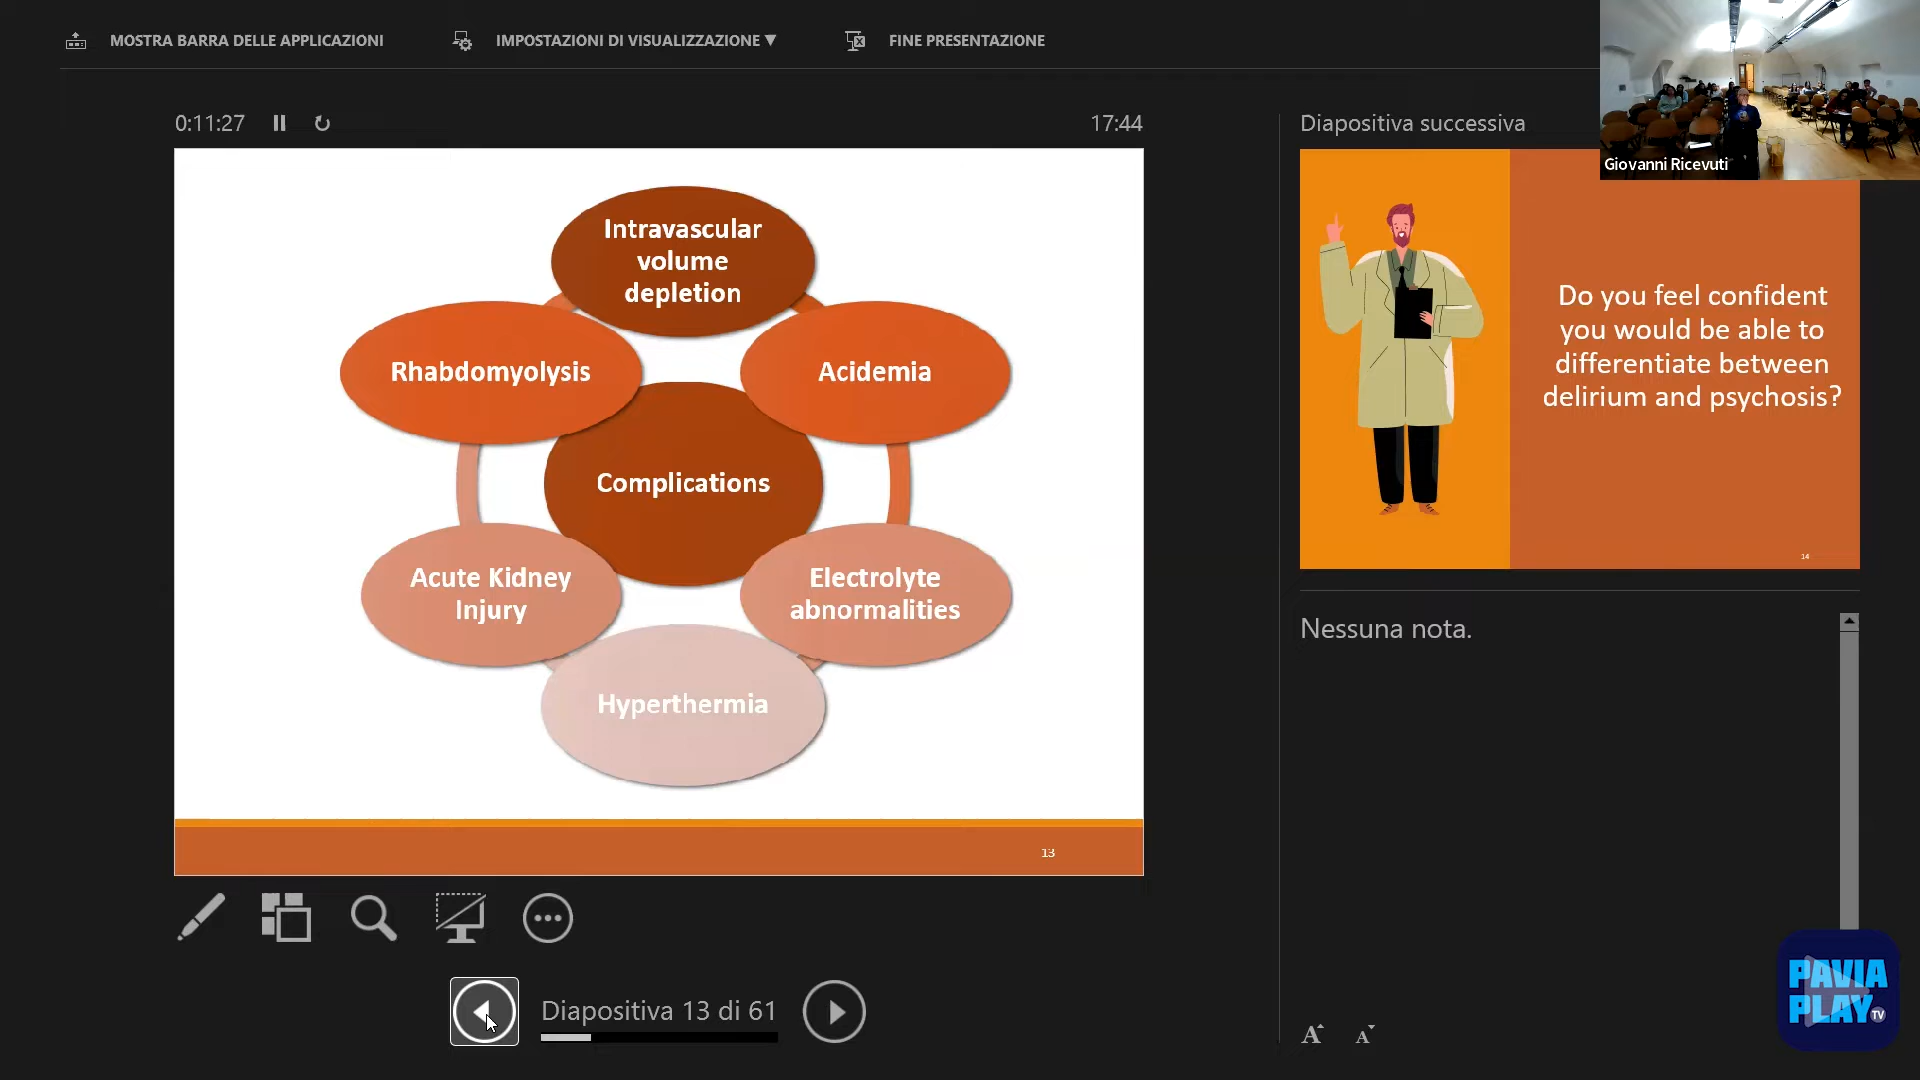 MOSTRA BARRA DELLE APPLICAZIONI
IMPOSTAZIONI DI VISUALIZZAZIONE ▼
FINE PRESENTAZIONE
0:11:27
17:44
Intravascular
volume
depletion
Rhabdomyolysis
Acidemia
Complications
Acute Kidney
Injury
Electrolyte
abnormalities
Hyperthermia
13
Diapositiva 13 di 61
Diapositiva successiva
Giovanni Ricevuti
Do you feel confident
you would be able to
differentiate between
delirium and psychosis?
14
Nessuna nota.
A
A
PAVIA
PLAY
TV